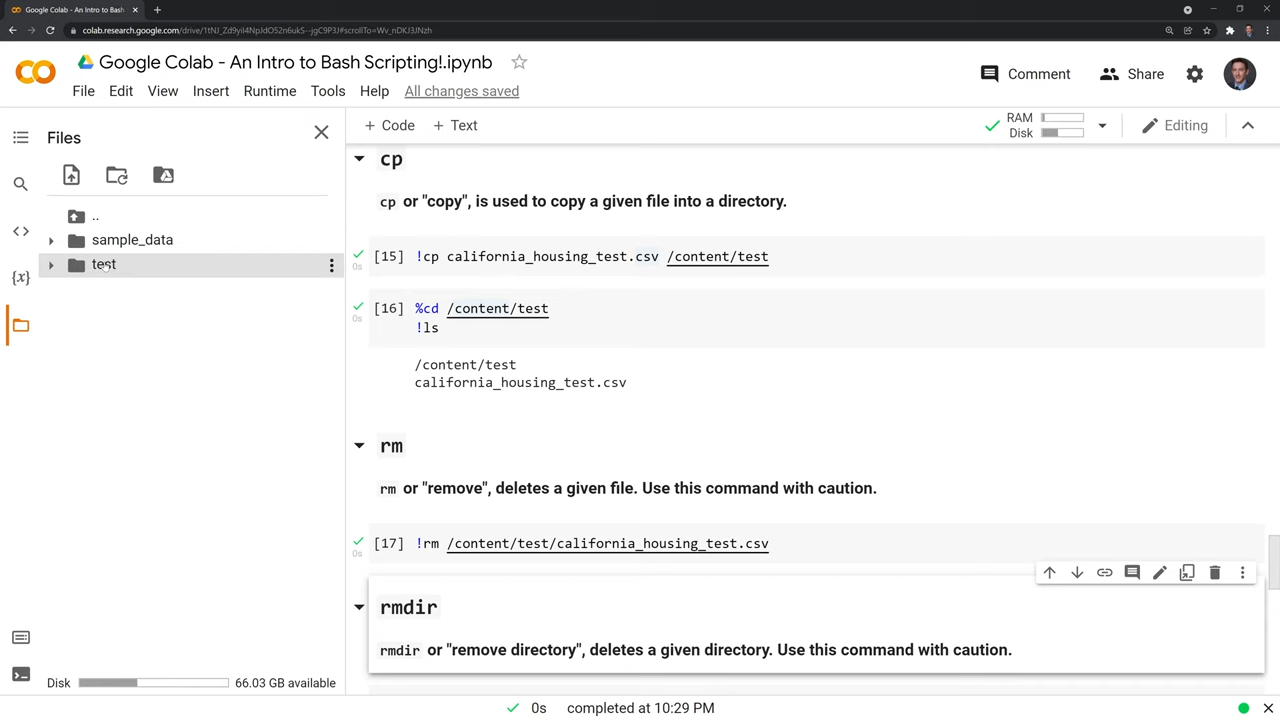 Google Colab - An Intro to Bash
colab.research.google.com/drive/1tNJ_Zd9yil4NpJdO52n6ukS--jgC9P3J#scrollTo=Wv_nDKJ3JNzh
Google Colab - An Intro to Bash Scripting!.ipynb
Comment
Share
File Edit View Insert Runtime Tools Help All changes saved
Files
+ Code + Text
RAM
Disk
Editing
..
sample_data
test
cp
cp or "copy", is used to copy a given file into a directory.
[15] !cp california_housing_test.csv /content/test
0s
[16] %cd /content/test
0s
!ls
/content/test
california_housing_test.csv
rm
rm or "remove", deletes a given file. Use this command with caution.
[17] !rm /content/test/california_housing_test.csv
0s
rmdir
rmdir or "remove directory", deletes a given directory. Use this command with caution.
Disk 66.03 GB available
0s completed at 10:29 PM